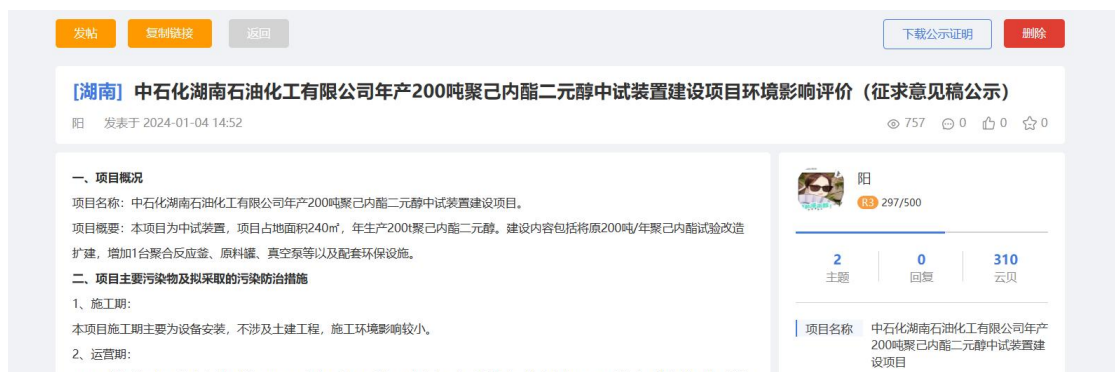 发帖 复制链接 返回 下载公示证明 删除
[湖南] 中石化湖南石油化工有限公司年产200吨聚己内酯二元醇中试装置建设项目环境影响评价（征求意见稿公示）
阳 发表于 2024-01-04 14:52 757 0 0 0
一、项目概况
项目名称：中石化湖南石油化工有限公司年产200吨聚己内酯二元醇中试装置建设项目。
项目概要：本项目为中试装置，项目占地面积240㎡，年生产200t聚己内酯二元醇。建设内容包括将原200吨/年聚己内酯试验改造
扩建，增加1台聚合反应釜、原料罐、真空泵等以及配套环保设施。
二、项目主要污染物及拟采取的污染防治措施
1、施工期：
本项目施工期主要为设备安装，不涉及土建工程，施工环境影响较小。
2、运营期：
阳
R3 297/500
2 0 310
主题 回复 云贝
项目名称 中石化湖南石油化工有限公司年产
200吨聚己内酯二元醇中试装置建
设项目